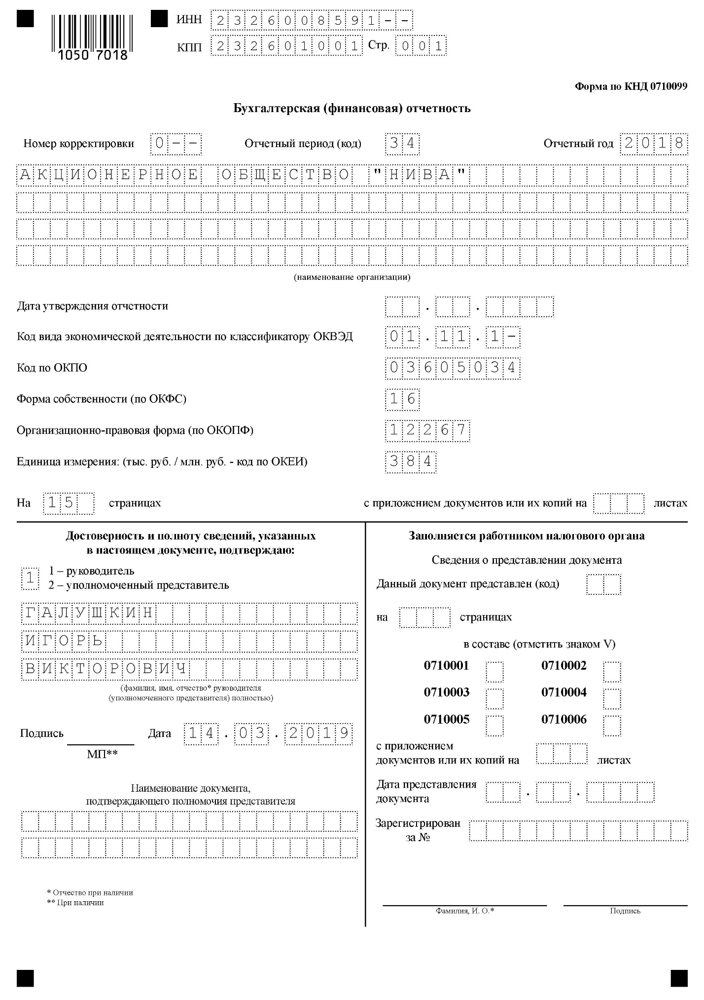 ИНН 2326008591--
КПП 232601001 Стр. 001
1050 7018
Форма по КНД 0710099
Бухгалтерская (финансовая) отчетность
Номер корректировки 0-- Отчетный период (код) 34 Отчетный год 2018
АКЦИОНЕРНОЕ ОБЩЕСТВО "НИВА"
(наименование организации)
Дата утверждения отчетности . .
Код вида экономической деятельности по классификатору ОКВЭД 01.11.1-
Код по ОКПО 03605034
Форма собственности (по ОКФС) 16
Организационно-правовая форма (по ОКОПФ) 12267
Единица измерения: (тыс. руб. / млн. руб. - код по ОКЕИ) 384
На 15 страницах с приложением документов или их копий на листах
Достоверность и полноту сведений, указанных
в настоящем документе, подтверждаю:
1 1 – руководитель
2 – уполномоченный представитель
ГАЛУШКИН
ИГОРЬ
ВИКТОРОВИЧ
(фамилия, имя, отчество* руководителя
(уполномоченного представителя) полностью)
Подпись Дата 14.03.2019
МП**
Наименование документа,
подтверждающего полномочия представителя
* Отчество при наличии
** При наличии
Заполняется работником налогового органа
Сведения о представлении документа
Данный документ представлен (код)
на страницах
в составе (отметить знаком V)
0710001 0710002
0710003 0710004
0710005 0710006
с приложением
документов или их копий на листах
Дата представления
документа . .
Зарегистрирован
за №
Фамилия, И. О.* Подпись